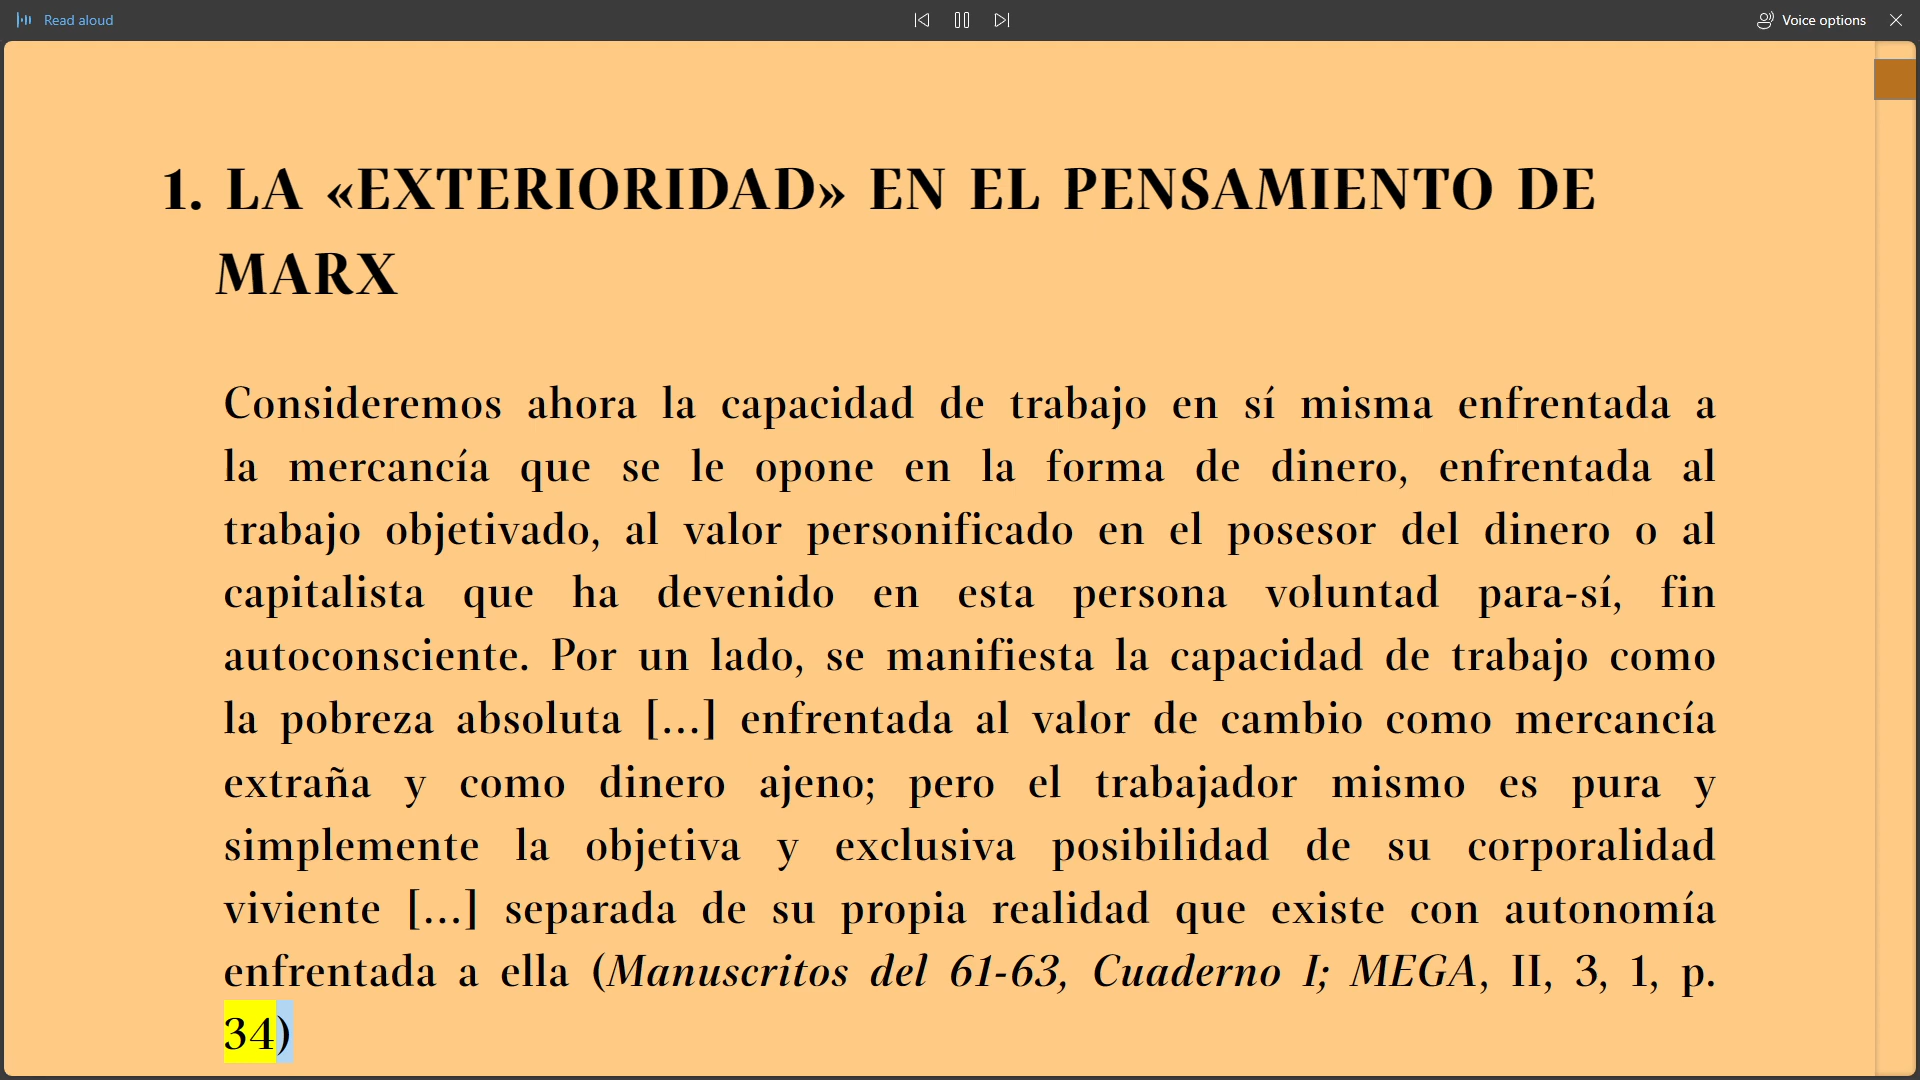 Read aloud
Voice options
1. LA «EXTERIORIDAD» EN EL PENSAMIENTO DE
MARX
Consideremos ahora la capacidad de trabajo en sí misma enfrentada a
la mercancía que se le opone en la forma de dinero, enfrentada al
trabajo objetivado, al valor personificado en el posesor del dinero o al
capitalista que ha devenido en esta persona voluntad para-sí, fin
autoconsciente. Por un lado, se manifiesta la capacidad de trabajo como
la pobreza absoluta [...] enfrentada al valor de cambio como mercancía
extraña y como dinero ajeno; pero el trabajador mismo es pura y
simplemente la objetiva y exclusiva posibilidad de su corporalidad
viviente [...] separada de su propia realidad que existe con autonomía
enfrentada a ella (Manuscritos del 61-63, Cuaderno I; MEGA, II, 3, 1, p.
34)